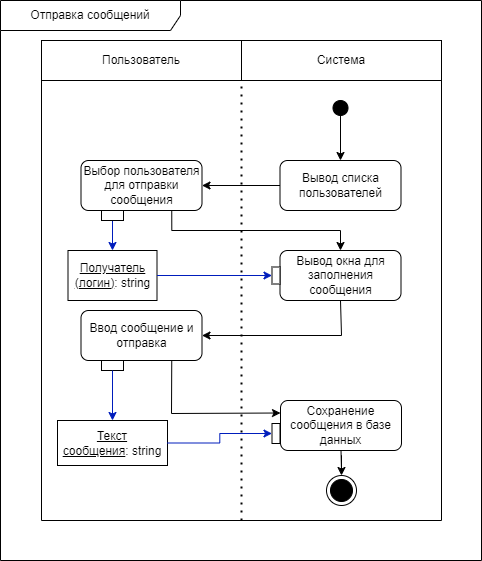 Отправка сообщений
Пользователь
Система
Выбор пользователя
для отправки
сообщения
Вывод списка
пользователей
Получатель
(логин): string
Вывод окна для
заполнения
сообщения
Ввод сообщение и
отправка
Текст
сообщения: string
Сохранение
сообщения в базе
данных